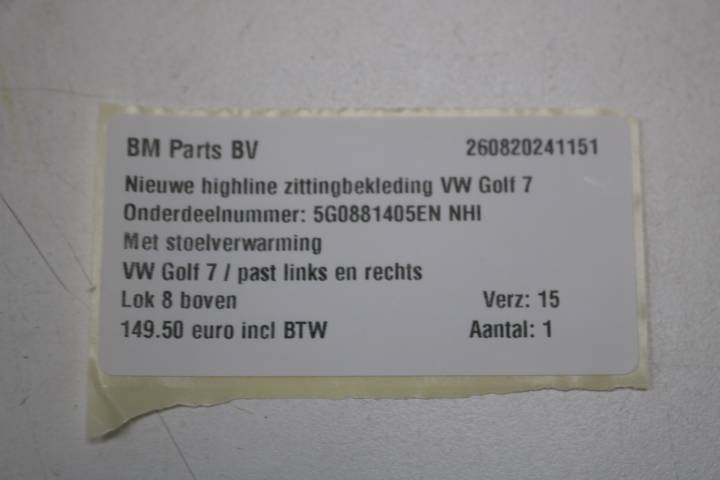 BM Parts BV 260820241151
Nieuwe highline zittingbekleding VW Golf 7
Onderdeelnummer: 5G0881405EN NHI
Met stoelverwarming
VW Golf 7 / past links en rechts
Lok 8 boven Verz: 15
149.50 euro incl BTW Aantal: 1